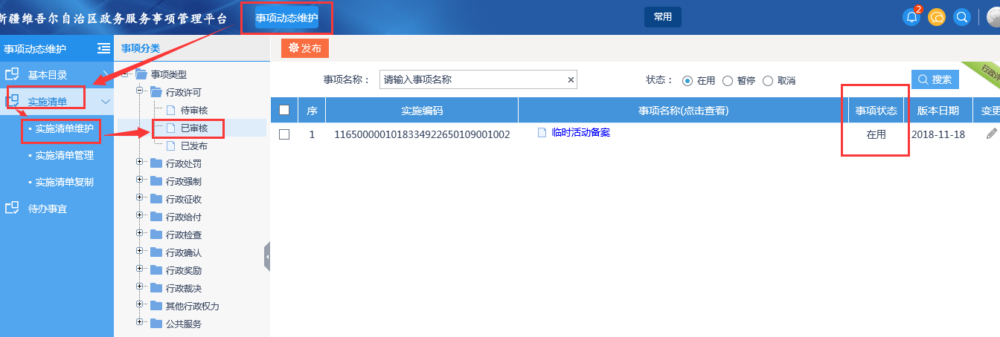 新疆维吾尔自治区政务服务事项管理平台
事项动态维护
常用
2
事项动态维护
基本目录
实施清单
实施清单维护
实施清单管理
实施清单复制
待办事宜
事项分类
事项类型
行政许可
待审核
已审核
已发布
行政处罚
行政强制
行政征收
行政给付
行政检查
行政确认
行政奖励
行政裁决
其他行政权力
公共服务
发布
事项名称： 请输入事项名称 ×
状态： 在用 暂停 取消
搜索
行政许
序 实施编码 事项名称(点击查看) 事项状态 版本日期 变更
1 11650000010183349226501090010​02 临时活动备案 在用 2018-11-18